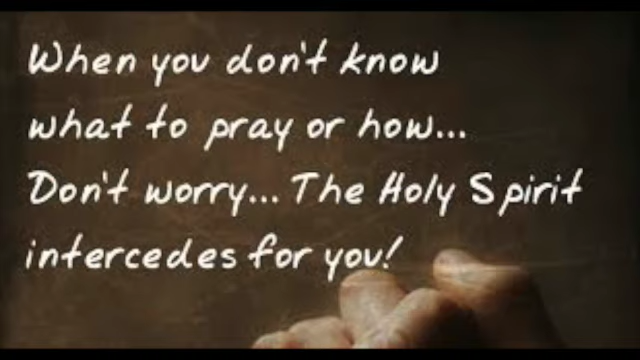 When you don't know
what to pray or how...
Don't worry... The Holy Spirit
intercedes for you!